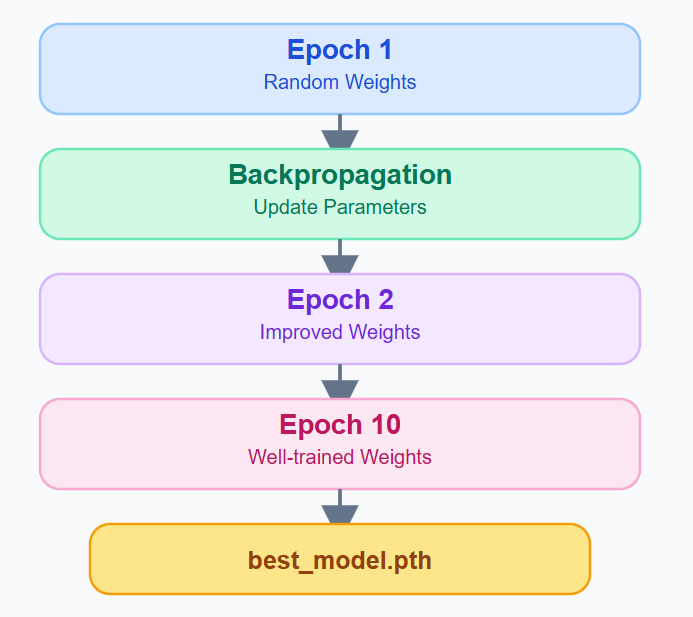 Epoch 1
Random Weights
Backpropagation
Update Parameters
Epoch 2
Improved Weights
Epoch 10
Well-trained Weights
best_model.pth